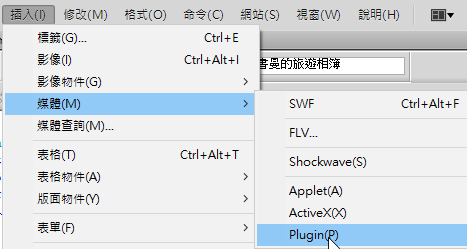 插入(I) 修改(M) 格式(O) 命令(C) 網站(S) 視窗(W) 說明(H)
標籤(G)... Ctrl+E
影像(I) Ctrl+Alt+I
影像物件(G)
書曼的旅遊相簿
媒體(M)
媒體查詢(M)...
表格(T) Ctrl+Alt+T
表格物件(A)
版面物件(Y)
表單(F)
SWF Ctrl+Alt+F
FLV...
Shockwave(S)
Applet(A)
ActiveX(X)
Plugin(P)